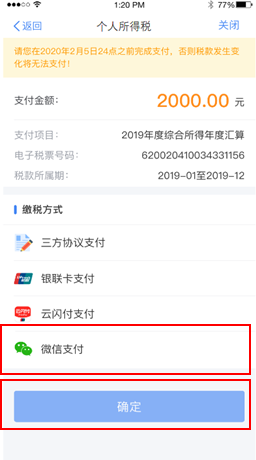 1:20 PM
77%
返回
个人所得税
关闭
请您在2020年2月5日24点之前完成支付，否则税款发生变
化将无法支付！
支付金额：
2000.00 元
支付项目：
2019年度综合所得年度汇算
电子税票号码：
620020410034331156
税款所属期：
2019-01至2019-12
缴税方式
三方协议支付
银联卡支付
云闪付支付
微信支付
确定